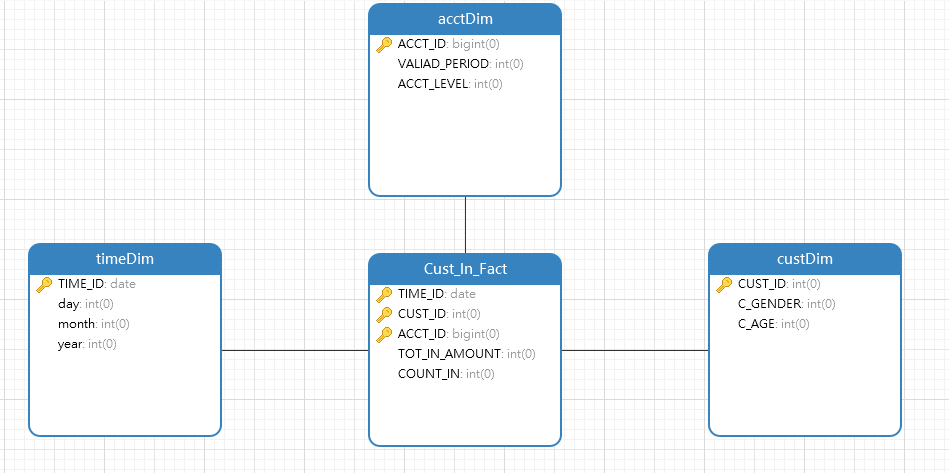 acctDim
ACCT_ID: bigint(0)
VALIAD_PERIOD: int(0)
ACCT_LEVEL: int(0)
timeDim
TIME_ID: date
day: int(0)
month: int(0)
year: int(0)
Cust_In_Fact
TIME_ID: date
CUST_ID: int(0)
ACCT_ID: bigint(0)
TOT_IN_AMOUNT: int(0)
COUNT_IN: int(0)
custDim
CUST_ID: int(0)
C_GENDER: int(0)
C_AGE: int(0)